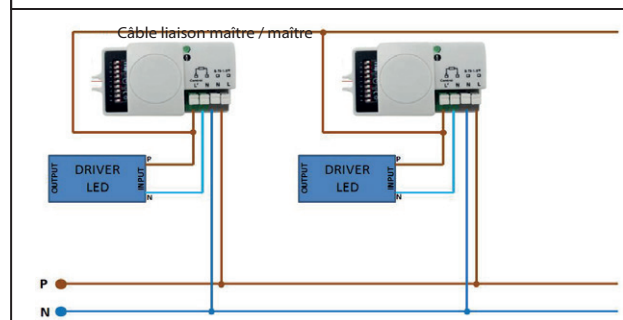 Câble liaison maître / maître
L' N N L
L' N N L
P
P
OUTPUT
DRIVER
LED
INPUT
OUTPUT
DRIVER
LED
INPUT
N
N
P
N